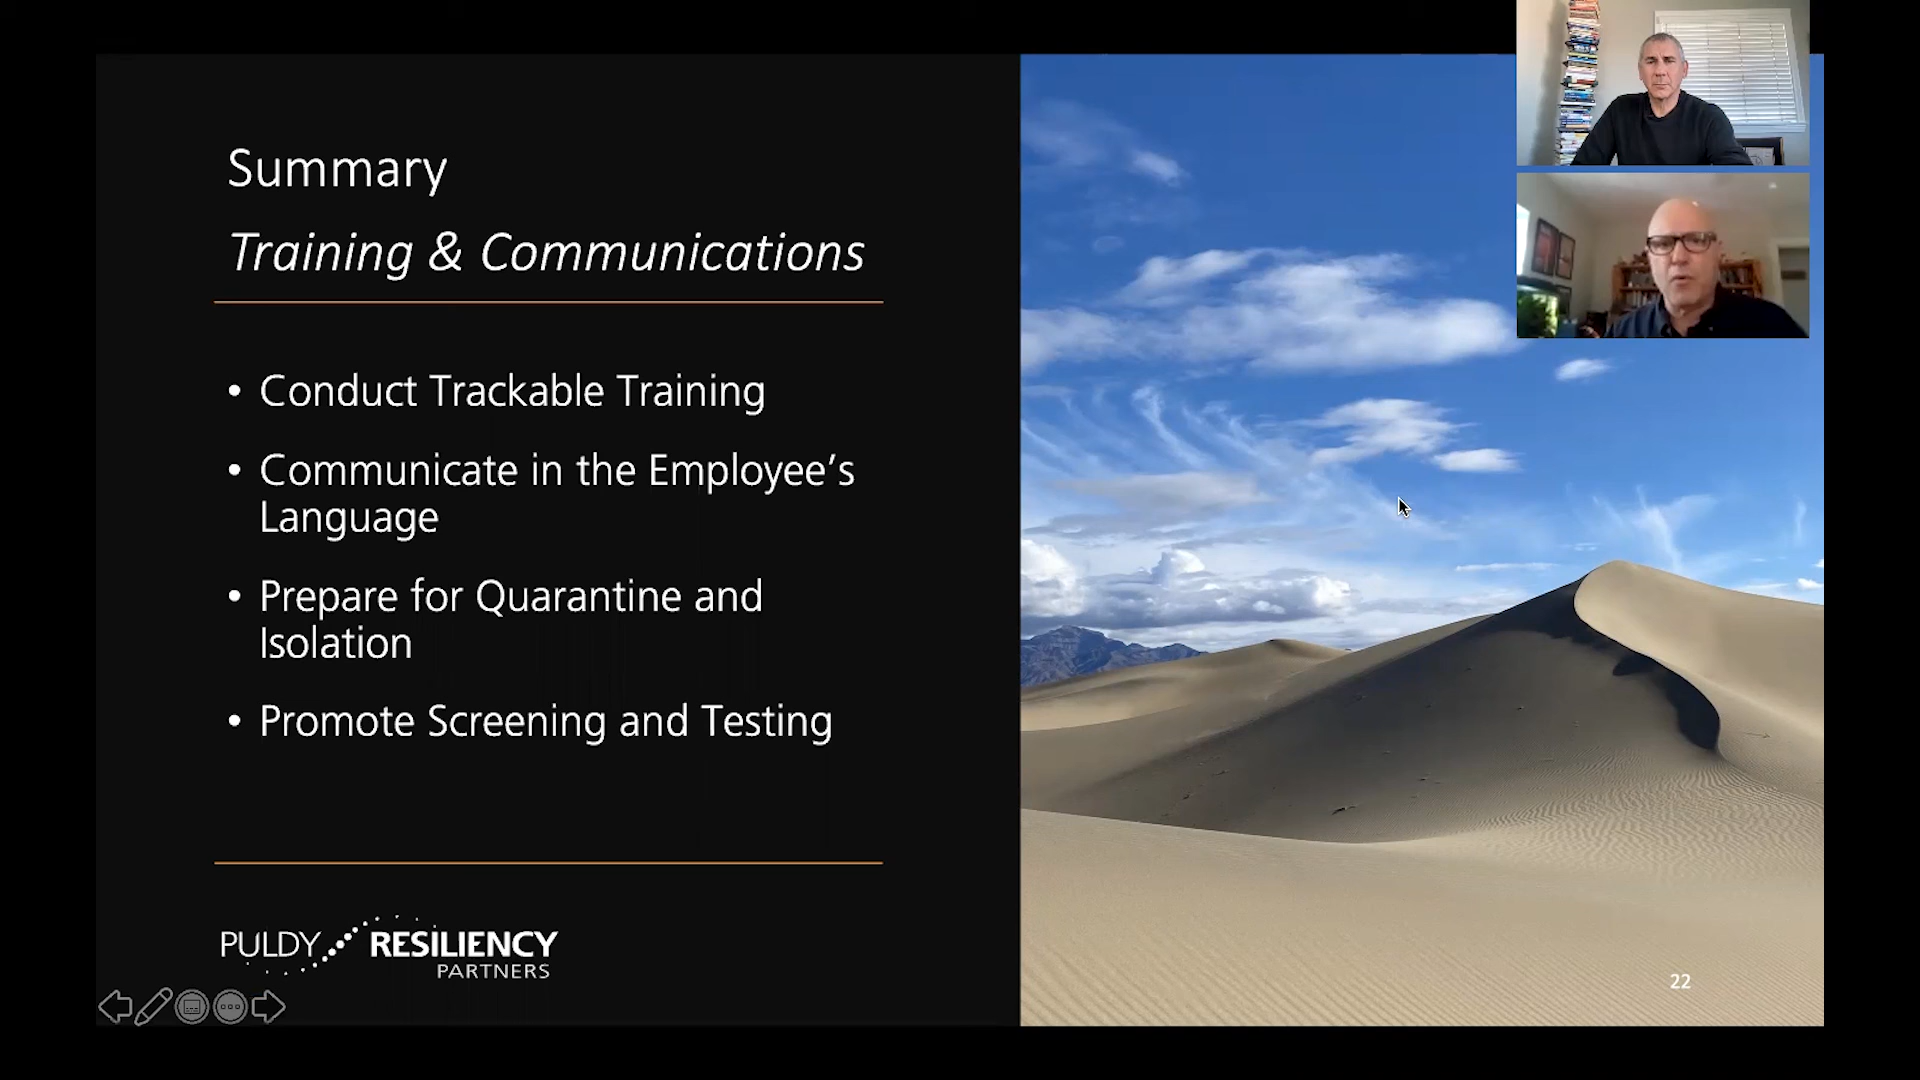 Summary
Training & Communications
• Conduct Trackable Training
• Communicate in the Employee’s
Language
• Prepare for Quarantine and
Isolation
• Promote Screening and Testing
PULDY RESILIENCY
PARTNERS
22